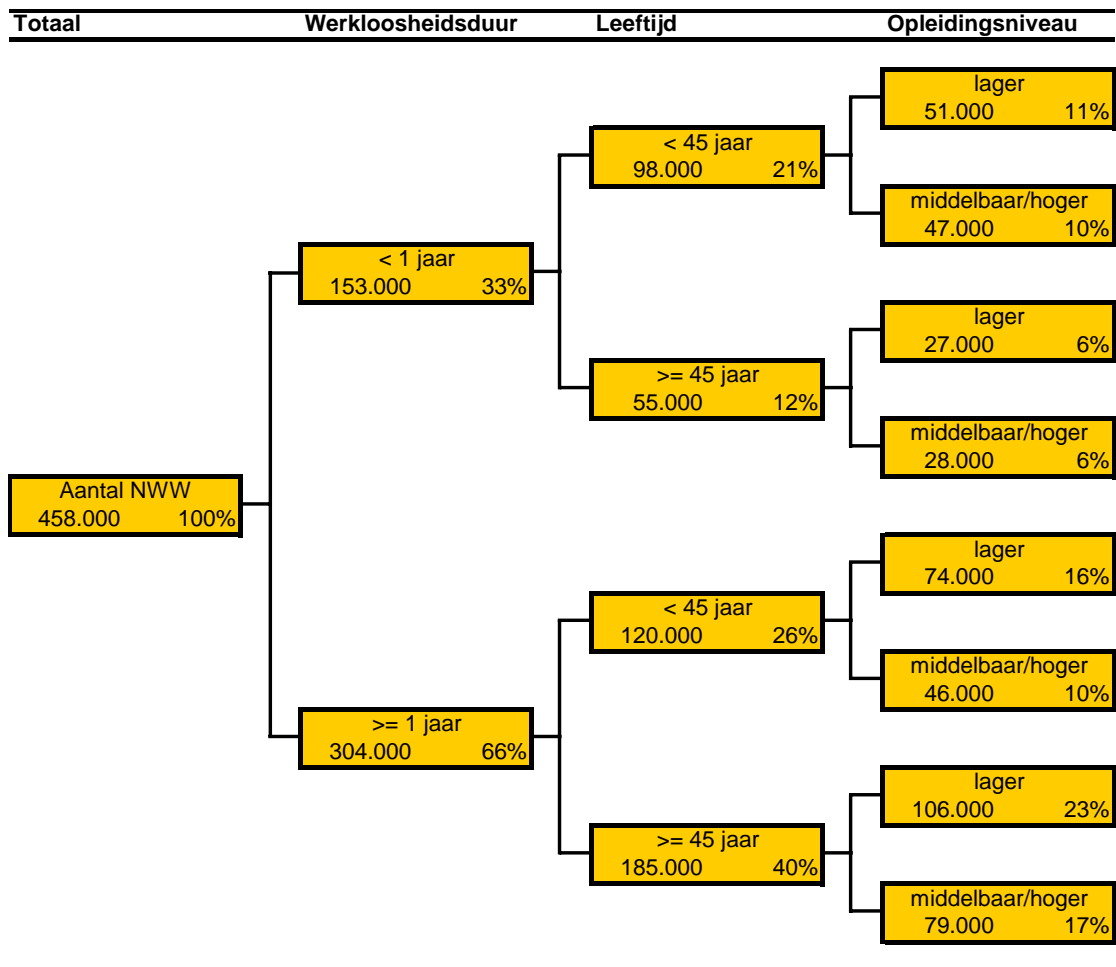 Totaal Werkloosheidsduur Leeftijd Opleidingsniveau
lager
51.000 11%
< 45 jaar
98.000 21%
middelbaar/hoger
47.000 10%
< 1 jaar
153.000 33%
lager
27.000 6%
>= 45 jaar
55.000 12%
middelbaar/hoger
28.000 6%
Aantal NWW
458.000 100%
lager
74.000 16%
< 45 jaar
120.000 26%
middelbaar/hoger
46.000 10%
>= 1 jaar
304.000 66%
lager
106.000 23%
>= 45 jaar
185.000 40%
middelbaar/hoger
79.000 17%